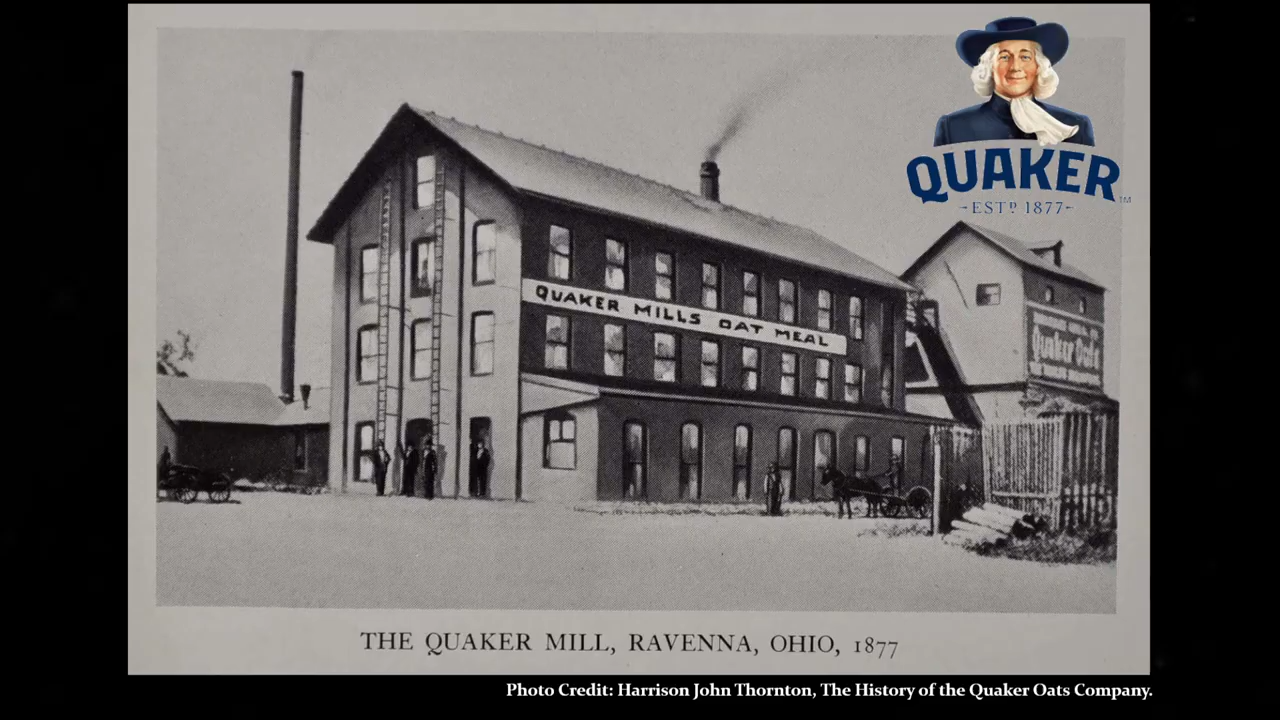 QUAKER
ESTD 1877
TM
QUAKER MILLS OAT MEAL
Quaker Oats
THE QUAKER MILL, RAVENNA, OHIO, 1877
Photo Credit: Harrison John Thornton, The History of the Quaker Oats Company.